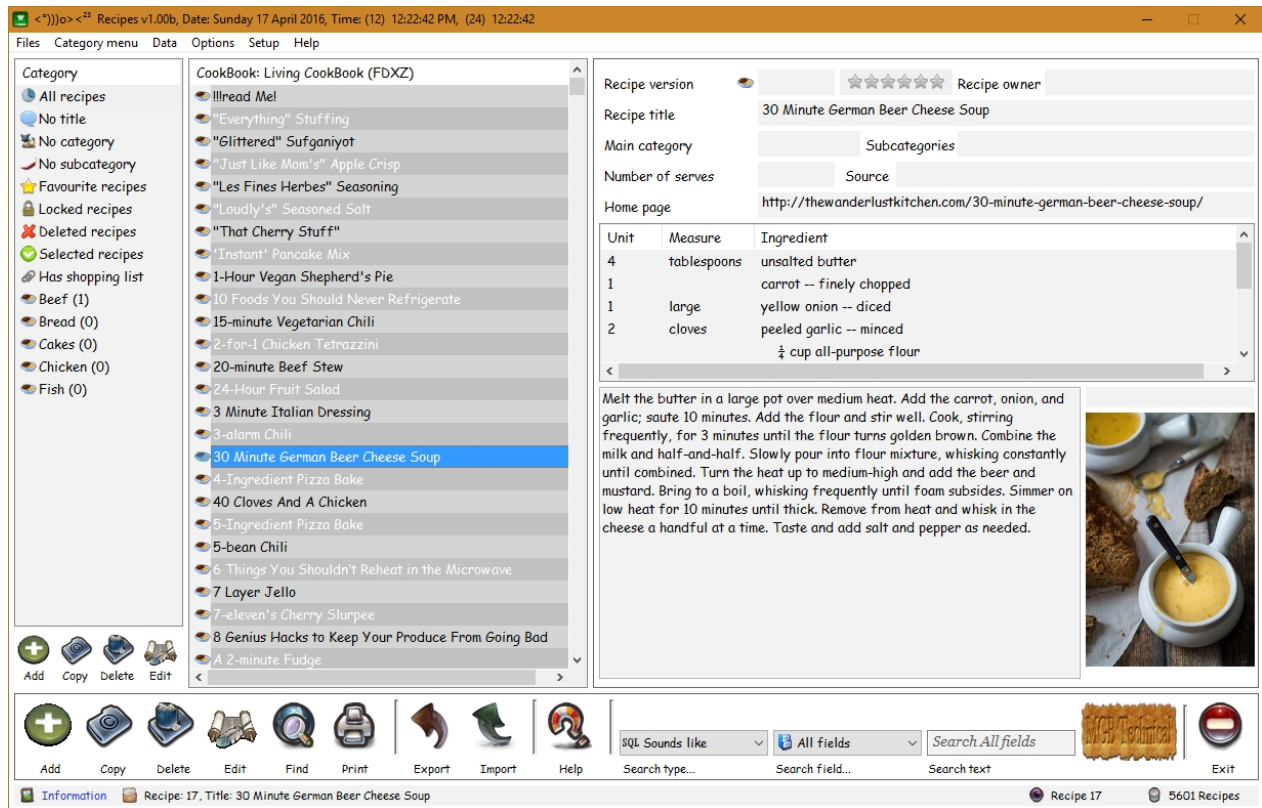 <°)))o><²³ Recipes v1.00b, Date: Sunday 17 April 2016, Time: (12) 12:22:42 PM, (24) 12:22:42
Files Category menu Data Options Setup Help
Category
All recipes
No title
No category
No subcategory
Favourite recipes
Locked recipes
Deleted recipes
Selected recipes
Has shopping list
Beef (1)
Bread (0)
Cakes (0)
Chicken (0)
Fish (0)
Add Copy Delete Edit
CookBook: Living CookBook (FDXZ)
!!!read Me!
"Everything" Stuffing
"Glittered" Sufganiyot
"Just Like Mom's" Apple Crisp
"Les Fines Herbes" Seasoning
"Loudly's" Seasoned Salt
"That Cherry Stuff"
'Instant' Pancake Mix
1-Hour Vegan Shepherd's Pie
10 Foods You Should Never Refrigerate
15-minute Vegetarian Chili
2-for-1 Chicken Tetrazzini
20-minute Beef Stew
24-Hour Fruit Salad
3 Minute Italian Dressing
3-alarm Chili
30 Minute German Beer Cheese Soup
4-Ingredient Pizza Bake
40 Cloves And A Chicken
5-Ingredient Pizza Bake
5-bean Chili
6 Things You Shouldn't Reheat in the Microwave
7 Layer Jello
7-eleven's Cherry Slurpee
8 Genius Hacks to Keep Your Produce From Going Bad
A 2-minute Fudge
Recipe version Recipe owner
Recipe title 30 Minute German Beer Cheese Soup
Main category Subcategories
Number of serves Source
Home page http://thewanderlustkitchen.com/30-minute-german-beer-cheese-soup/
Unit Measure Ingredient
4 tablespoons unsalted butter
1 carrot -- finely chopped
1 large yellow onion -- diced
2 cloves peeled garlic -- minced
¼ cup all-purpose flour
Melt the butter in a large pot over medium heat. Add the carrot, onion, and
garlic; saute 10 minutes. Add the flour and stir well. Cook, stirring
frequently, for 3 minutes until the flour turns golden brown. Combine the
milk and half-and-half. Slowly pour into flour mixture, whisking constantly
until combined. Turn the heat up to medium-high and add the beer and
mustard. Bring to a boil, whisking frequently until foam subsides. Simmer on
low heat for 10 minutes until thick. Remove from heat and whisk in the
cheese a handful at a time. Taste and add salt and pepper as needed.
Add Copy Delete Edit Find Print Export Import Help
SQL Sounds like
Search type...
All fields
Search field...
Search All fields
Search text
MGB Technical
Exit
Information Recipe: 17, Title: 30 Minute German Beer Cheese Soup Recipe 17 5601 Recipes